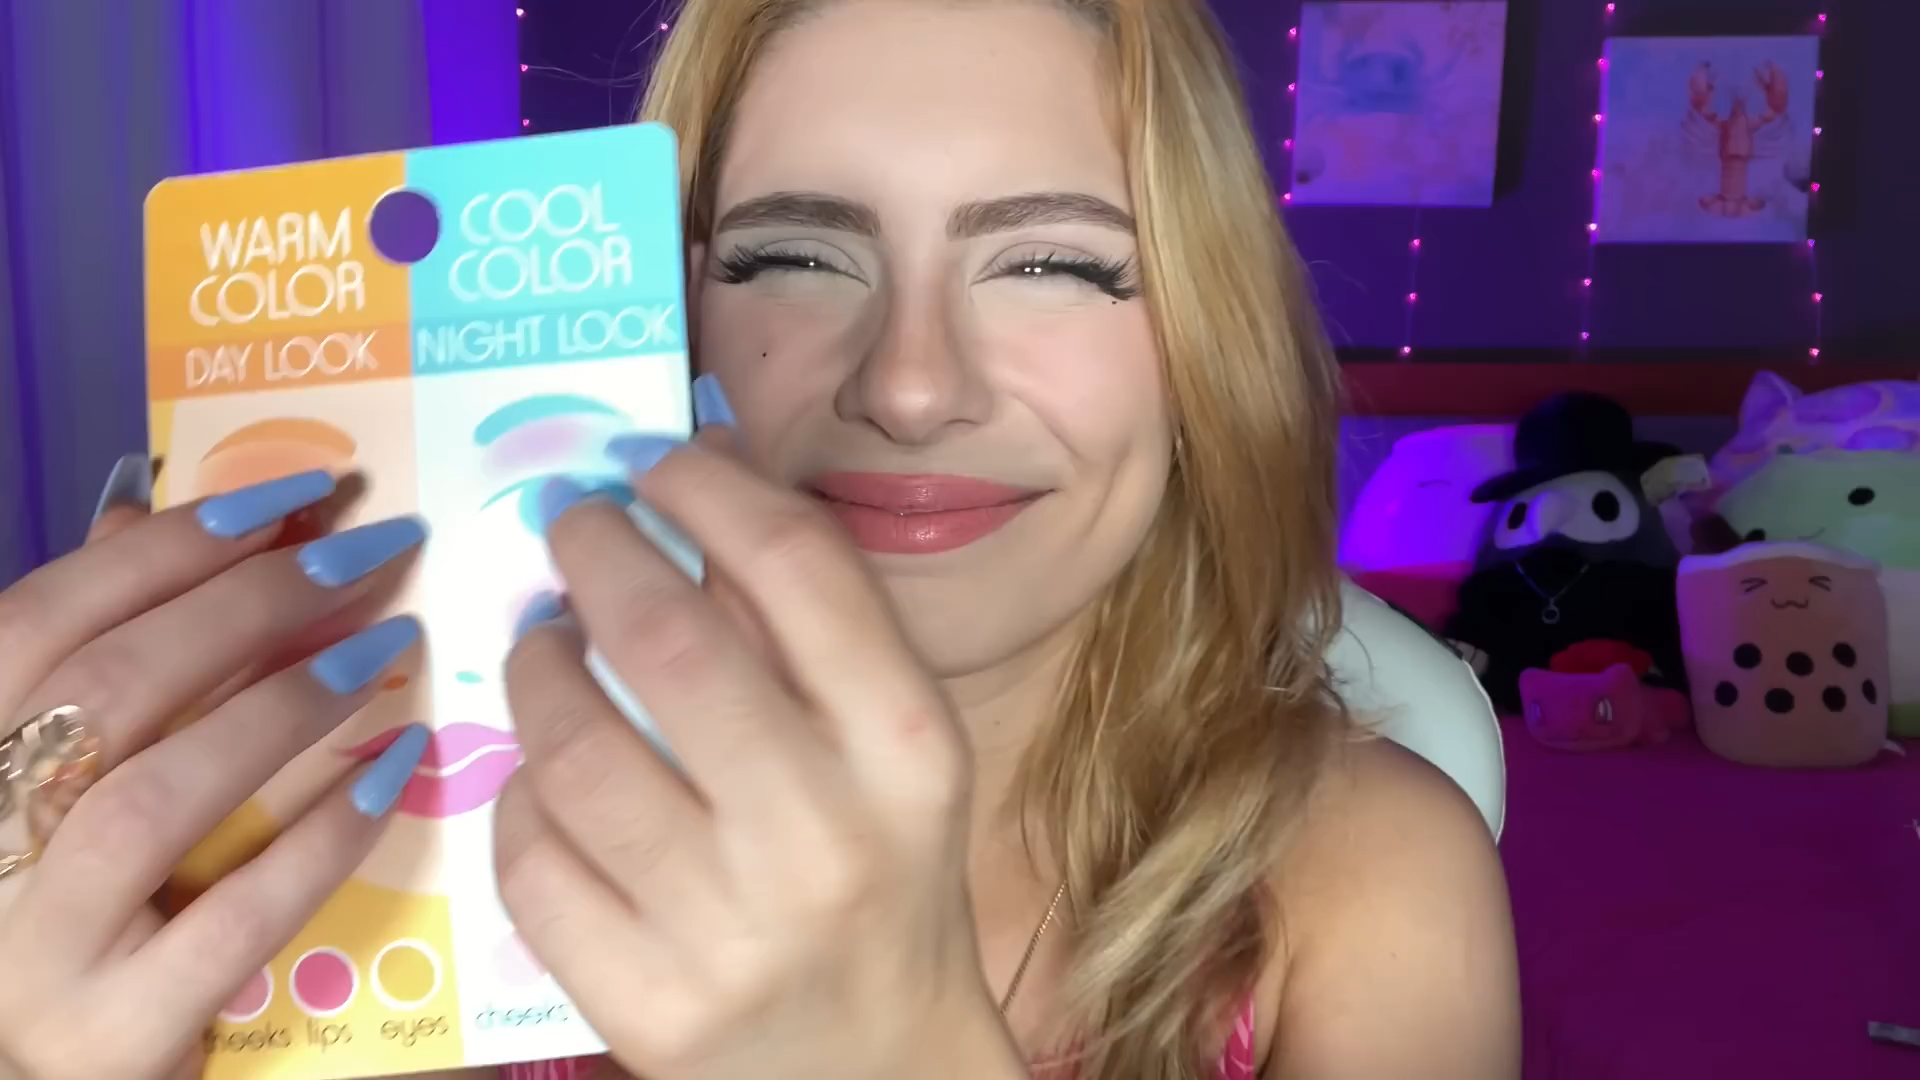 WARM
COLOR
DAY LOOK
COOL
COLOR
NIGHT LOOK
cheeks lips eyes
cheeks